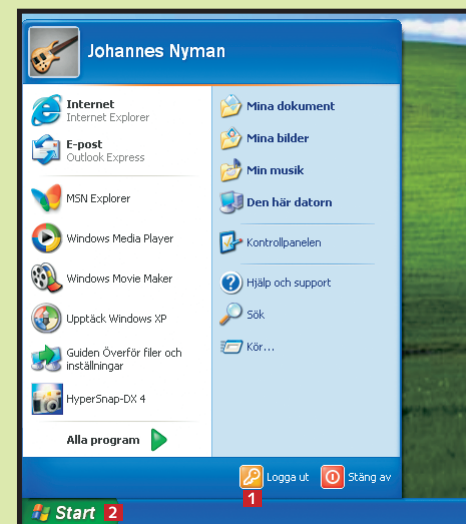 Johannes Nyman
Internet
Internet Explorer
E-post
Outlook Express
MSN Explorer
Windows Media Player
Windows Movie Maker
Upptäck Windows XP
Guiden Överför filer och
inställningar
HyperSnap-DX 4
Alla program
Mina dokument
Mina bilder
Min musik
Den här datorn
Kontrollpanelen
Hjälp och support
Sök
Kör...
Logga ut
Stäng av
1
Start 2